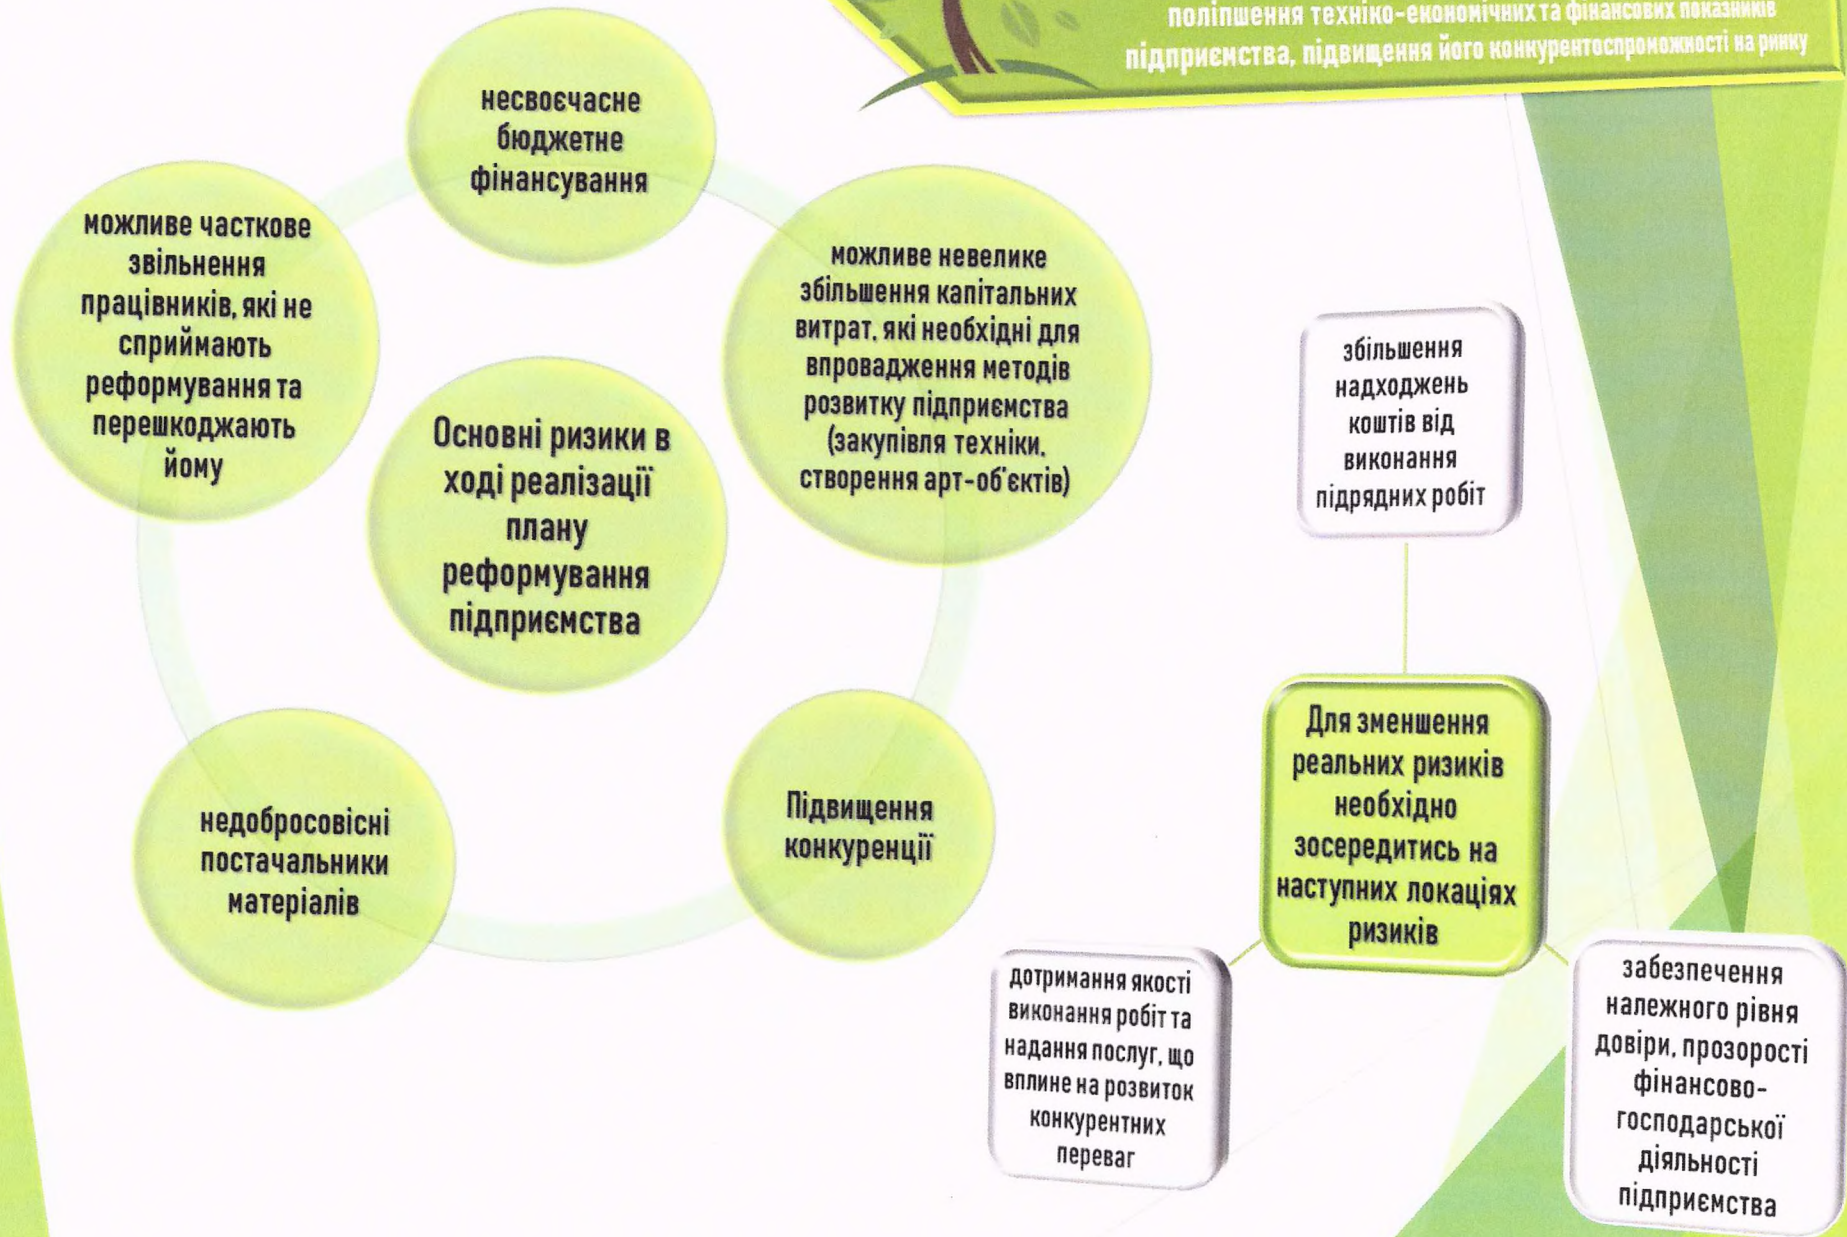 поліпшення техніко-економічних та фінансових показників
підприємства, підвищення його конкурентоспроможності на ринку
несвоєчасне
бюджетне
фінансування
можливе часткове
звільнення
працівників, які не
сприймають
реформування та
перешкоджають
йому
можливе невелике
збільшення капітальних
витрат, які необхідні для
впровадження методів
розвитку підприємства
(закупівля техніки,
створення арт-об'єктів)
Основні ризики в
ході реалізації
плану
реформування
підприємства
недобросовісні
постачальники
матеріалів
Підвищення
конкуренції
збільшення
надходжень
коштів від
виконання
підрядних робіт
Для зменшення
реальних ризиків
необхідно
зосередитись на
наступних локаціях
ризиків
дотримання якості
виконання робіт та
надання послуг, що
вплине на розвиток
конкурентних
переваг
забезпечення
належного рівня
довіри, прозорості
фінансово-
господарської
діяльності
підприємства